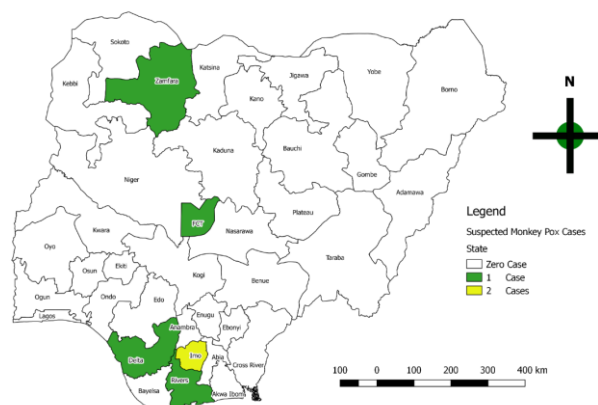 Sokoto
Katsina
Jigawa
Yobe
Borno
Zamfara
Kebbi
Kano
N
Kaduna
Bauchi
Gombe
Niger
Adamawa
FCT
Platsou
Nasarawa
Taraba
Kwara
Oyo
Osun
Ekiti
Kogi
Benue
Ogun
Ondo
Edo
Lagos
Enugu
Anambra
Ebonyi
Delta
Imo
Abia
Cross River
Bayelsa
Rivers
Akwa Ibom
Legend
Suspected Monkey Pox Cases
State
Zero Case
1 Case
2 Cases
100 0 100 200 300 400 km